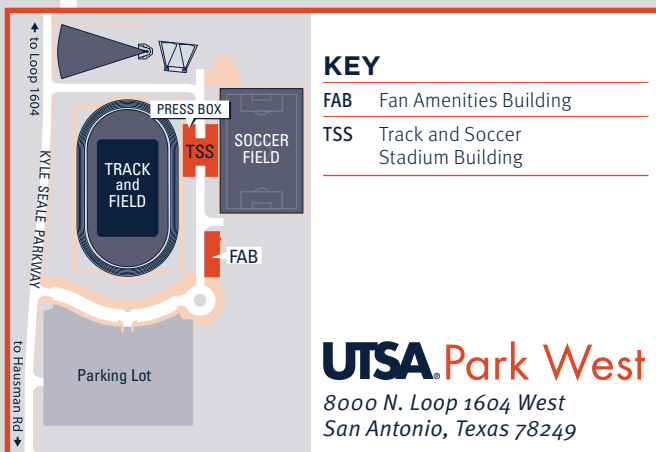 ← to Loop 1604
KYLE SEALE PARKWAY
to Hausman Rd →
PRESS BOX
TSS
SOCCER
FIELD
TRACK
and
FIELD
FAB
Parking Lot
KEY
FAB Fan Amenities Building
TSS Track and Soccer
Stadium Building
UTSA® Park West
8000 N. Loop 1604 West
San Antonio, Texas 78249